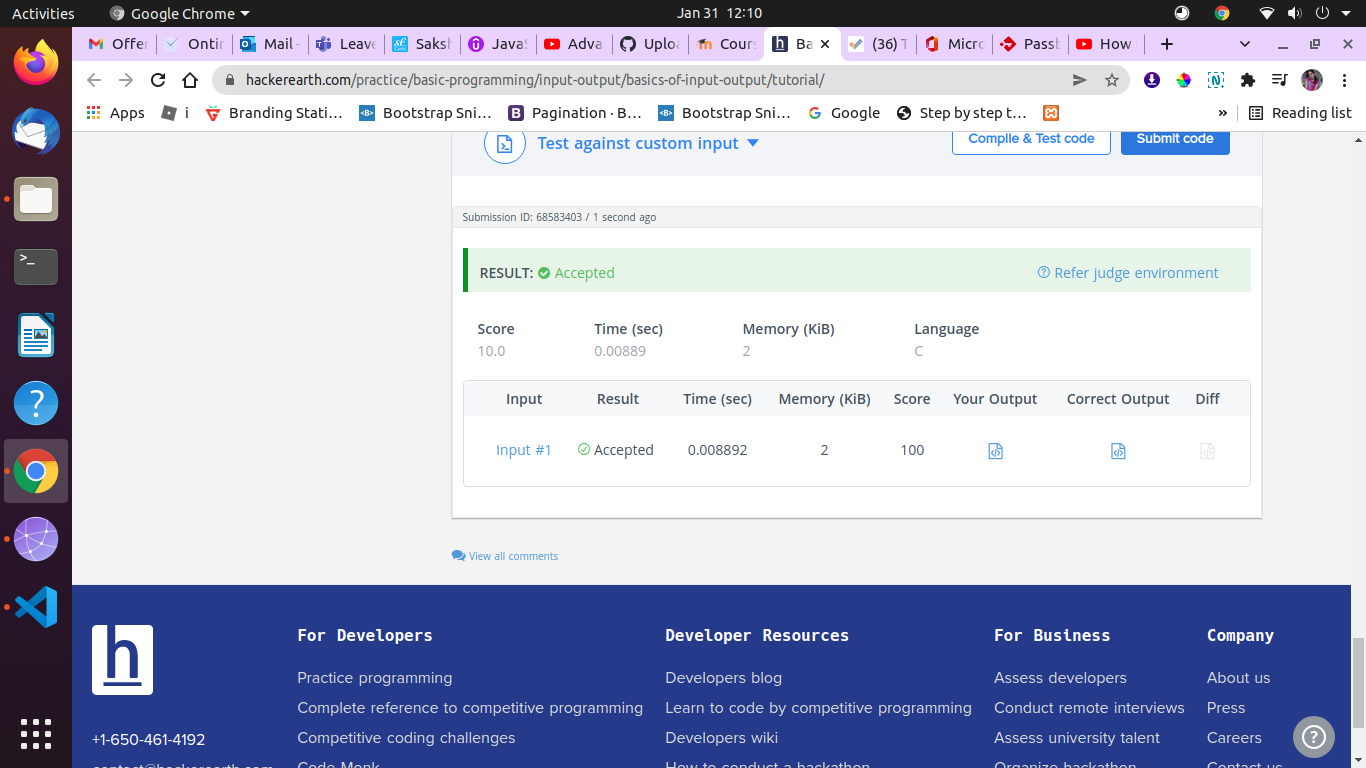 Activities Google Chrome Jan 31 12:10
Offer Ontir Mail - Leave Saksh JavaS Adva Uploa Cours Ba (36) T Micro Passb How
hackerearth.com/practice/basic-programming/input-output/basics-of-input-output/tutorial/
Apps i Branding Stati... Bootstrap Sni... Pagination · B... Bootstrap Sni... Google Step by step t... » Reading list
Test against custom input Compile & Test code Submit code
Submission ID: 68583403 / 1 second ago
RESULT: Accepted Refer judge environment
Score Time (sec) Memory (KiB) Language
10.0 0.00889 2 C
Input Result Time (sec) Memory (KiB) Score Your Output Correct Output Diff
Input #1 Accepted 0.008892 2 100
View all comments
h
For Developers Developer Resources For Business Company
Practice programming Developers blog Assess developers About us
Complete reference to competitive programming Learn to code by competitive programming Conduct remote interviews Press
+1-650-461-4192 Competitive coding challenges Developers wiki Assess university talent Careers
contact@hackerearth.com Code Monk How to conduct a hackathon Organize hackathon Contact us